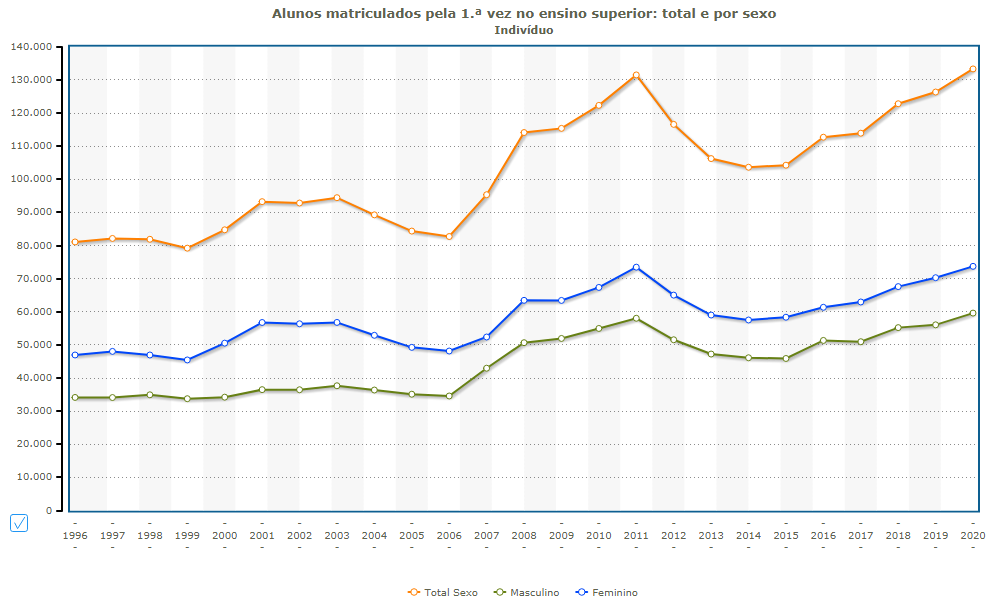 Alunos matriculados pela 1.ª vez no ensino superior: total e por sexo
Indivíduo
140.000
130.000
120.000
110.000
100.000
90.000
80.000
70.000
60.000
50.000
40.000
30.000
20.000
10.000
0
- - - - - - - - - - - - - - - - - - - - - - - - -
1996 1997 1998 1999 2000 2001 2002 2003 2004 2005 2006 2007 2008 2009 2010 2011 2012 2013 2014 2015 2016 2017 2018 2019 2020
- - - - - - - - - - - - - - - - - - - - - - - - -
Total Sexo Masculino Feminino